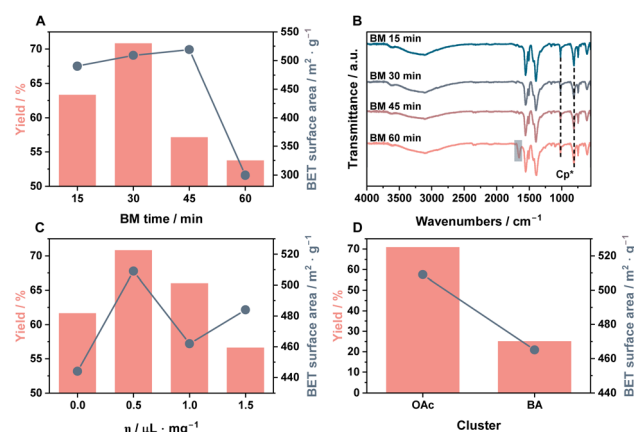 A
Yield / %
70
65
60
55
50
15
30
45
60
BM time / min
550
500
450
400
350
300
BET surface area / m² · g⁻¹
B
Transmittance / a.u.
BM 15 min
BM 30 min
BM 45 min
BM 60 min
Cp*
4000
3500
3000
2500
2000
1500
1000
Wavenumbers / cm⁻¹
C
Yield / %
70
65
60
55
50
0.0
0.5
1.0
1.5
η / μL · mg⁻¹
520
500
480
460
440
BET surface area / m² · g⁻¹
D
Yield / %
80
70
60
50
40
30
20
10
0
OAc
BA
Cluster
520
500
480
460
440
BET surface area / m² · g⁻¹